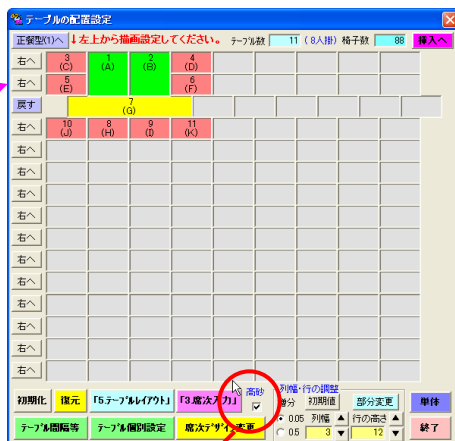 テーブルの配置設定
正餐型(1)へ ↓左上から描画設定してください。 テーブル数 11 (8人掛) 椅子数 88 挿入へ
右へ 3 1 2 4
(C) (A) (B) (D)
右へ 5 6
(E) (F)
戻す 7
(G)
右へ 10 8 9 11
(J) (H) (I) (K)
右へ
右へ
右へ
右へ
右へ
右へ
右へ
右へ
右へ
右へ
右へ
初期化 復元 「5.テーブルレイアウト」 「3.席次入力」 高砂 列幅・行の調整
増分 初期値 部分変更 単体
テーブル間隔等 テーブル個別設定 席次デザイン変更 0.05 列幅 ▲ 行の高さ ▲
0.5 3 ▼ 12 ▼ 終了